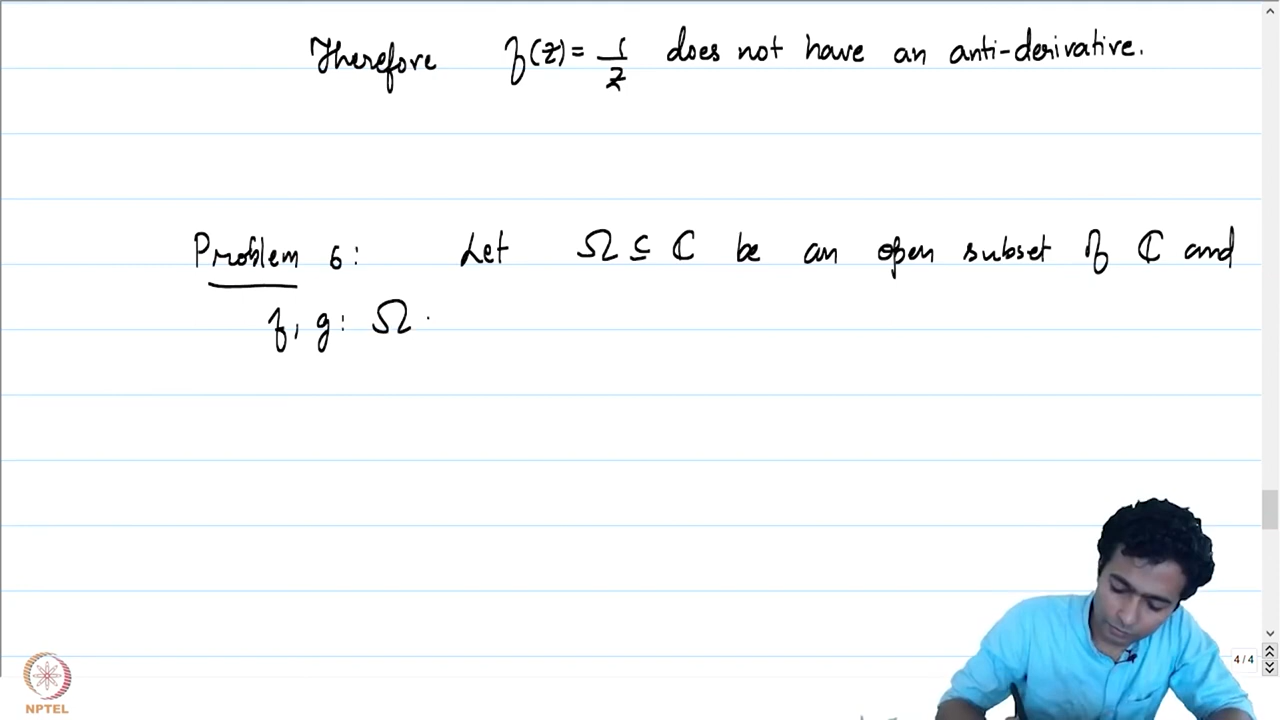 Therefore f(z) = 1/z does not have an anti-derivative.
Problem 6: Let Ω ⊆ ℂ be an open subset of ℂ and
f, g: Ω
4 / 4
NPTEL